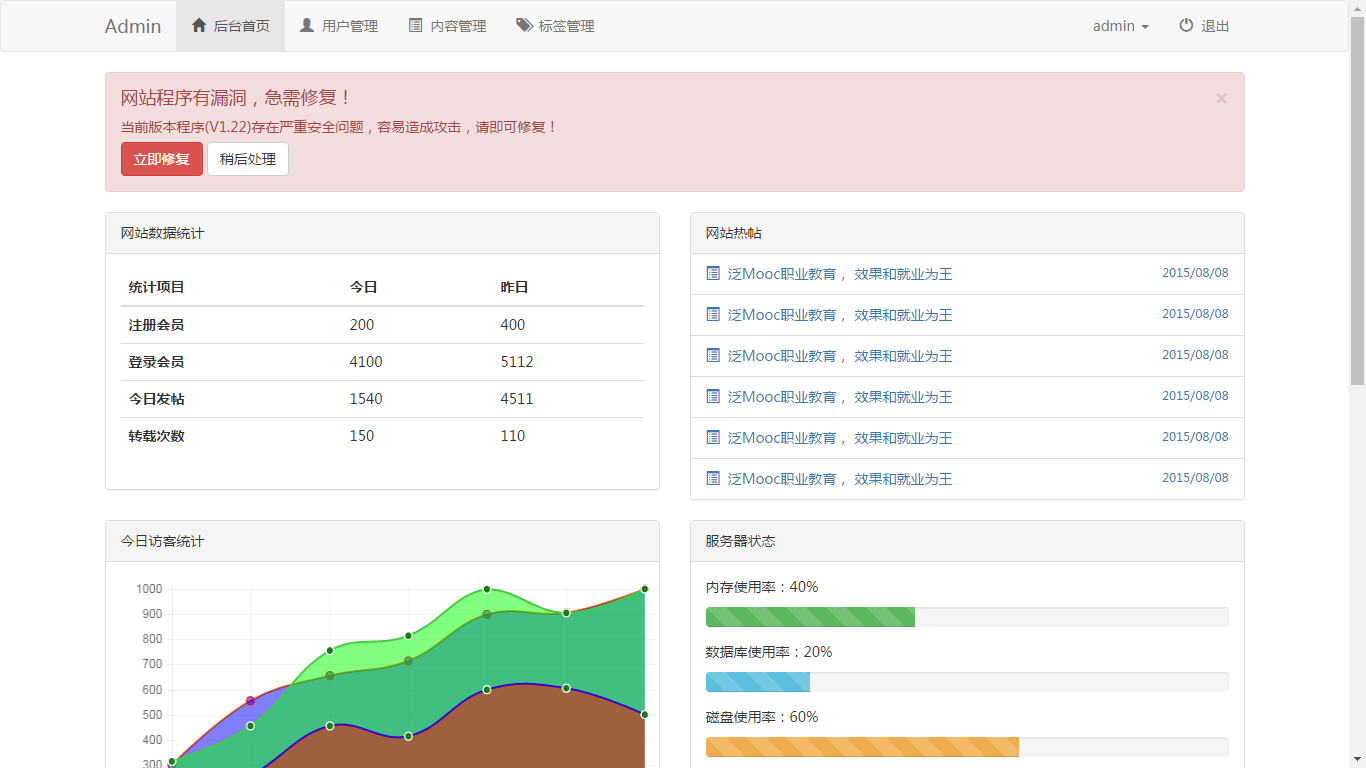 Admin 后台首页 用户管理 内容管理 标签管理 admin 退出
网站程序有漏洞，急需修复！ ×
当前版本程序(V1.22)存在严重安全问题，容易造成攻击，请即可修复！
立即修复 稍后处理
网站数据统计
统计项目 今日 昨日
注册会员 200 400
登录会员 4100 5112
今日发帖 1540 4511
转载次数 150 110
网站热帖
泛Mooc职业教育， 效果和就业为王 2015/08/08
泛Mooc职业教育， 效果和就业为王 2015/08/08
泛Mooc职业教育， 效果和就业为王 2015/08/08
泛Mooc职业教育， 效果和就业为王 2015/08/08
泛Mooc职业教育， 效果和就业为王 2015/08/08
泛Mooc职业教育， 效果和就业为王 2015/08/08
今日访客统计
1000
900
800
700
600
500
400
300
服务器状态
内存使用率：40%
数据库使用率：20%
磁盘使用率：60%